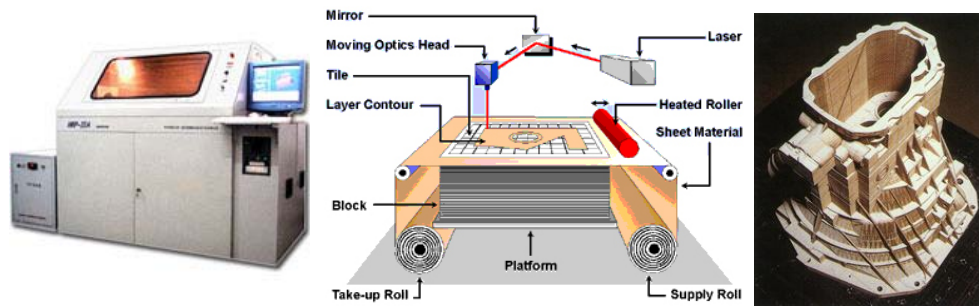 Mirror
Moving Optics Head
Laser
Tile
Layer Contour
Heated Roller
Sheet Material
Block
Platform
Take-up Roll
Supply Roll